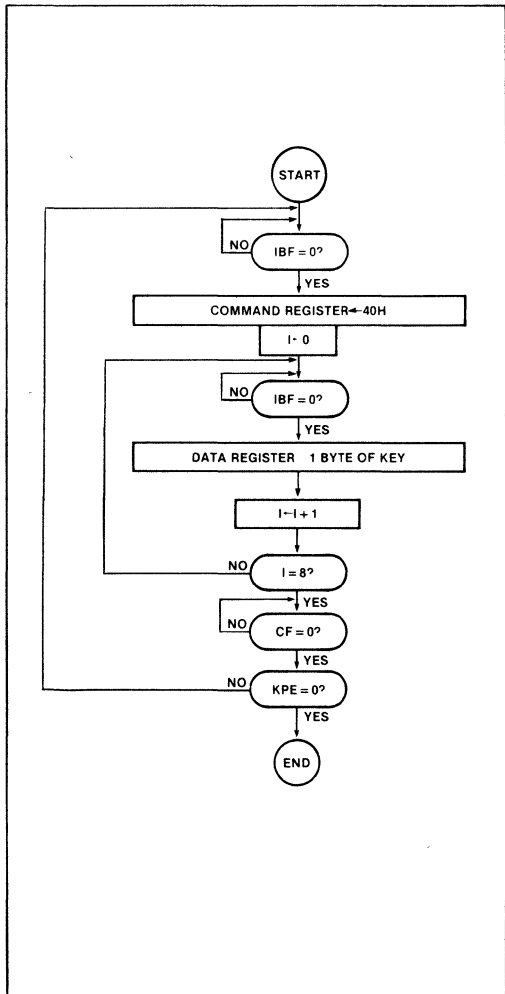 START
NO
IBF = 0?
YES
COMMAND REGISTER←40H
I← 0
NO
IBF = 0?
YES
DATA REGISTER 1 BYTE OF KEY
I←I + 1
NO
I = 8?
YES
NO
CF = 0?
YES
NO
KPE = 0?
YES
END